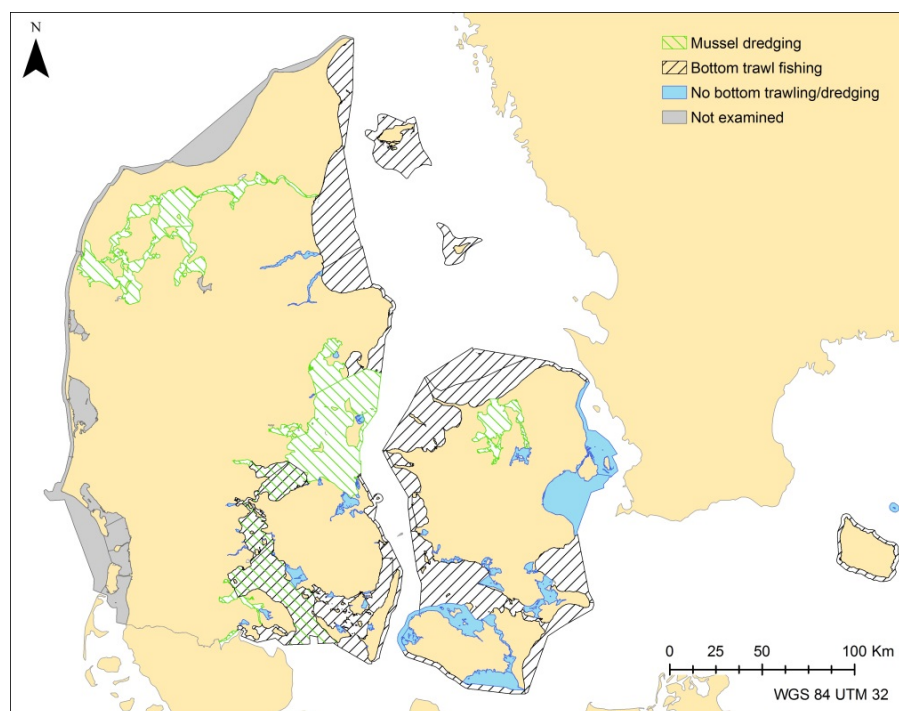 N
Mussel dredging
Bottom trawl fishing
No bottom trawling/dredging
Not examined
0 25 50 100 Km
WGS 84 UTM 32